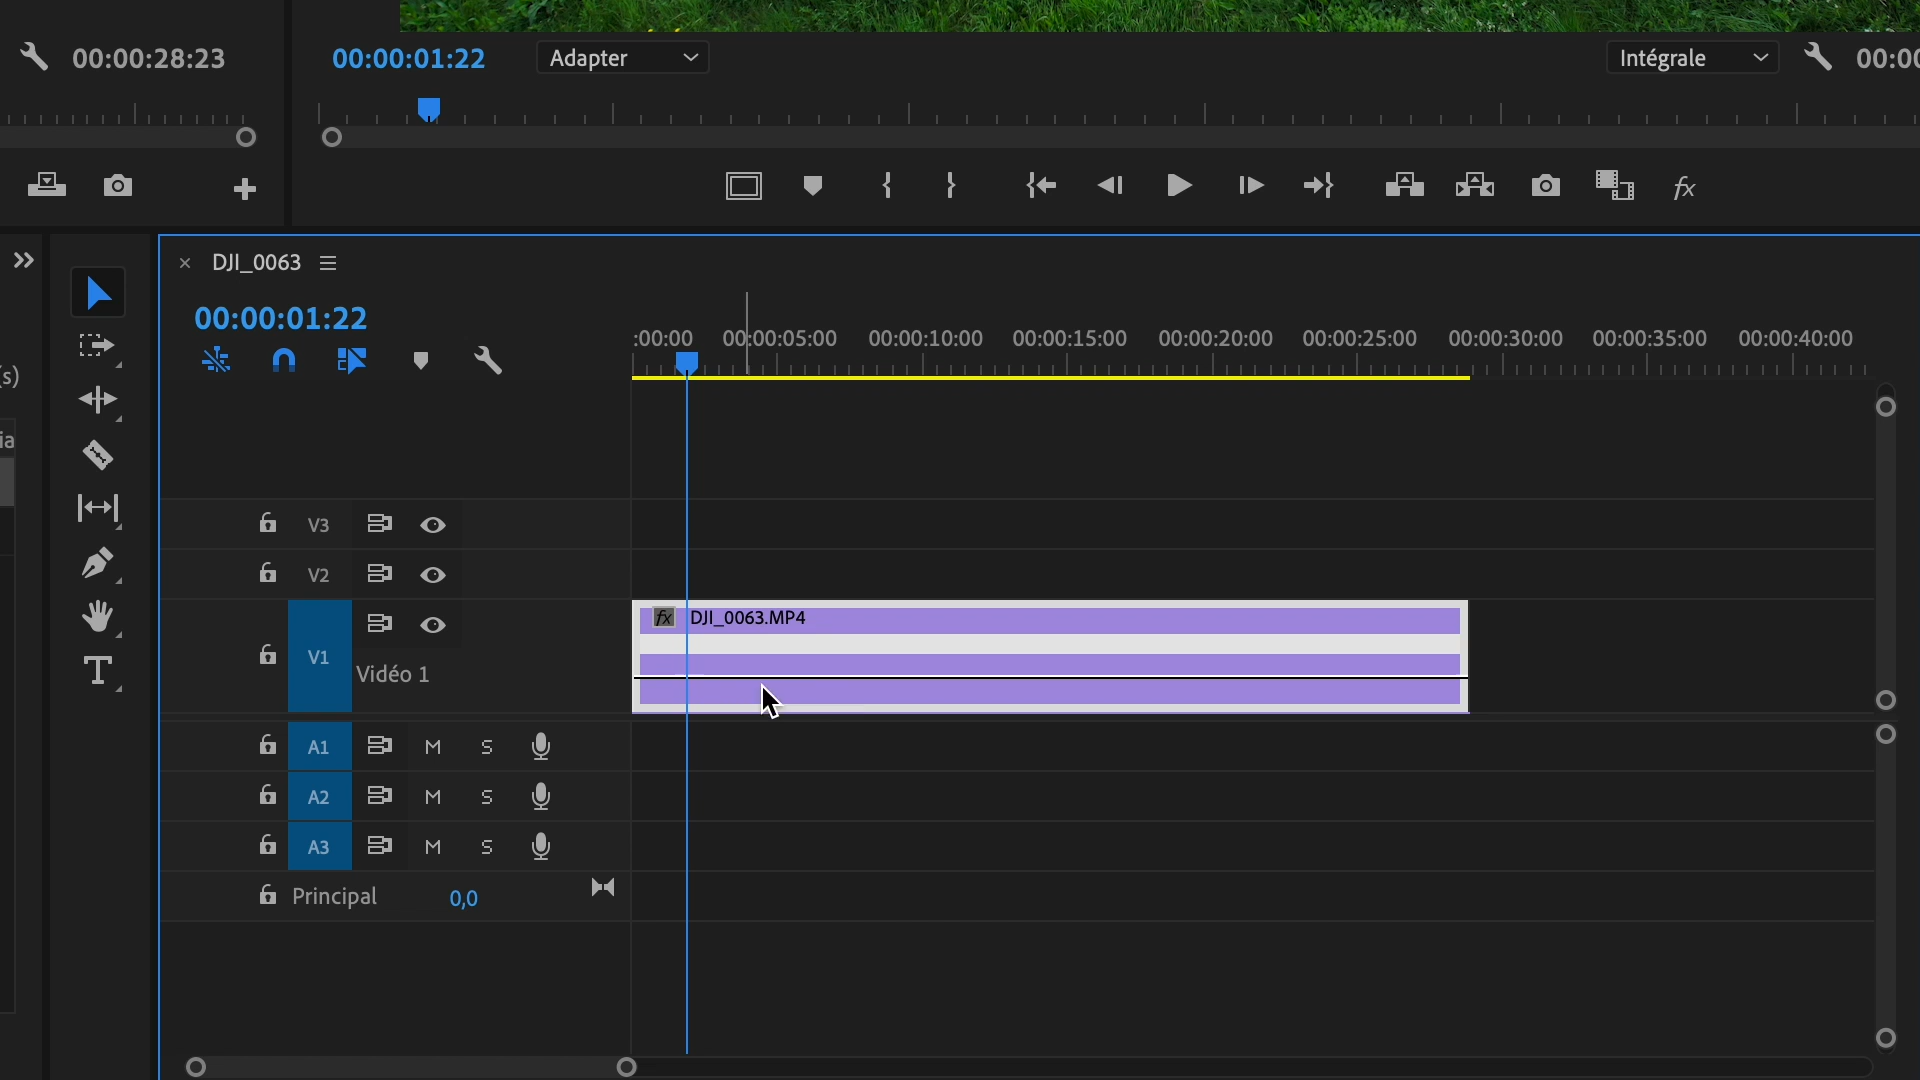 00:00:28:23
00:00:01:22
Adapter
Intégrale
s)
ia
DJI_0063
00:00:01:22
:00:00 00:00:05:00 00:00:10:00 00:00:15:00 00:00:20:00 00:00:25:00 00:00:30:00 00:00:35:00 00:00:40:00
V3
V2
fx DJI_0063.MP4
V1
Vidéo 1
A1 M S
A2 M S
A3 M S
Principal 0,0
fx